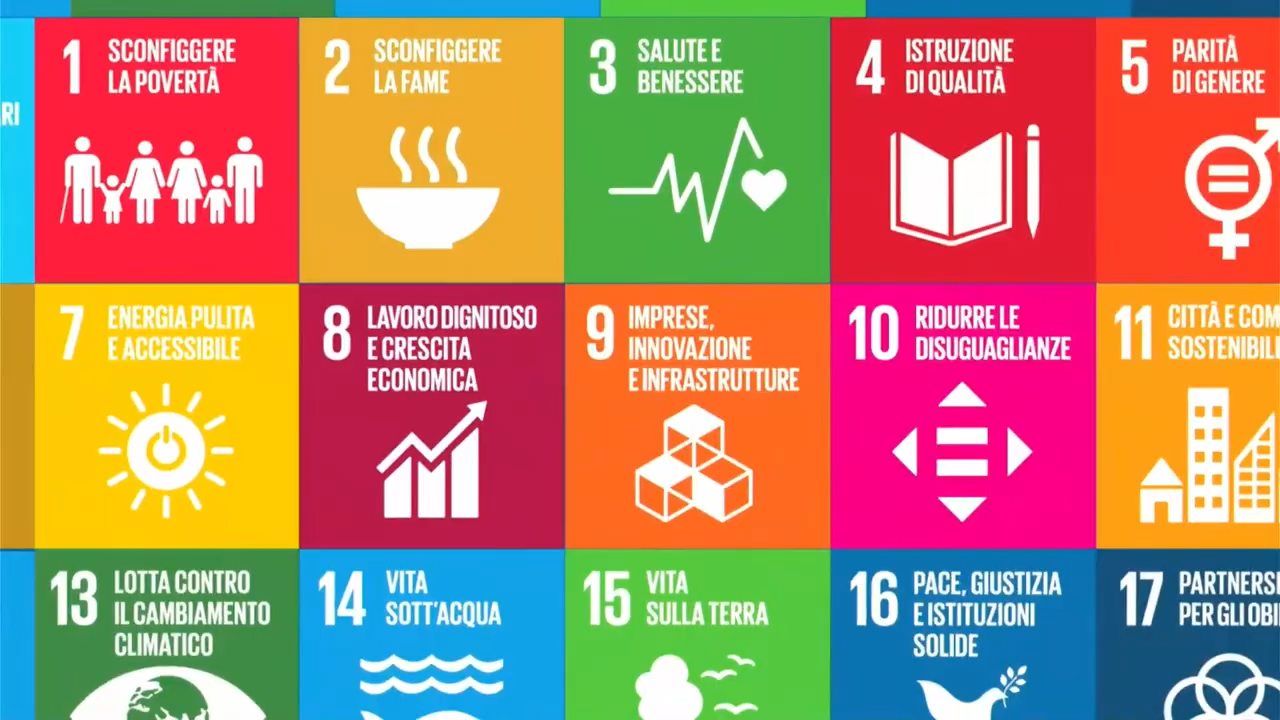 RI
1 SCONFIGGERE
LA POVERTÀ
2 SCONFIGGERE
LA FAME
3 SALUTE E
BENESSERE
4 ISTRUZIONE
DI QUALITÀ
5 PARITÀ
DI GENERE
7 ENERGIA PULITA
E ACCESSIBILE
8 LAVORO DIGNITOSO
E CRESCITA
ECONOMICA
9 IMPRESE,
INNOVAZIONE
E INFRASTRUTTURE
10 RIDURRE LE
DISUGUAGLIANZE
11 CITTÀ E COM
SOSTENIBILI
13 LOTTA CONTRO
IL CAMBIAMENTO
CLIMATICO
14 VITA
SOTT'ACQUA
15 VITA
SULLA TERRA
16 PACE, GIUSTIZIA
E ISTITUZIONI
SOLIDE
17 PARTNERS
PER GLI OBI